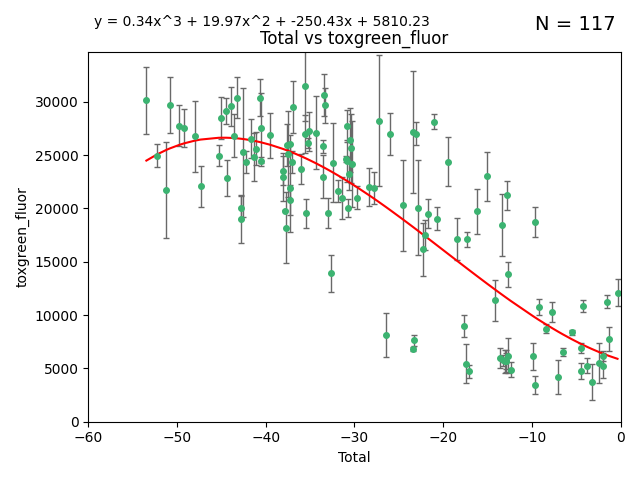 y = 0.34x^3 + 19.97x^2 + -250.43x + 5810.23
N = 117
Total vs toxgreen_fluor
30000
25000
20000
15000
10000
5000
0
toxgreen_fluor
−60 −50 −40 −30 −20 −10 0
Total